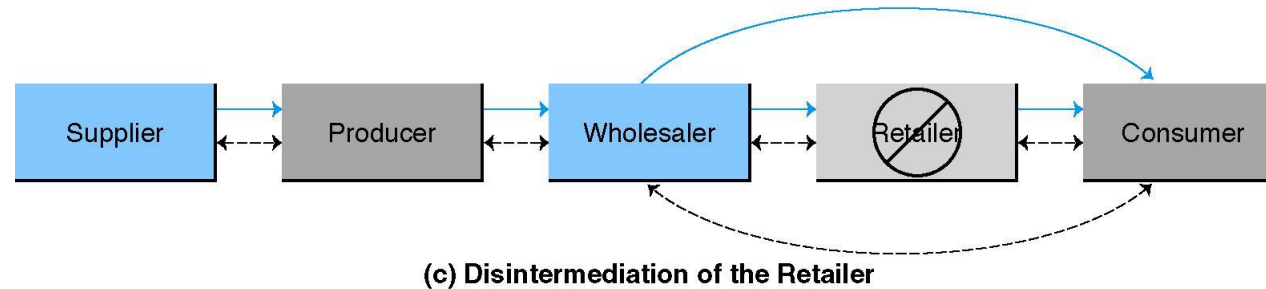 Supplier
Producer
Wholesaler
Retailer
Consumer
(c) Disintermediation of the Retailer